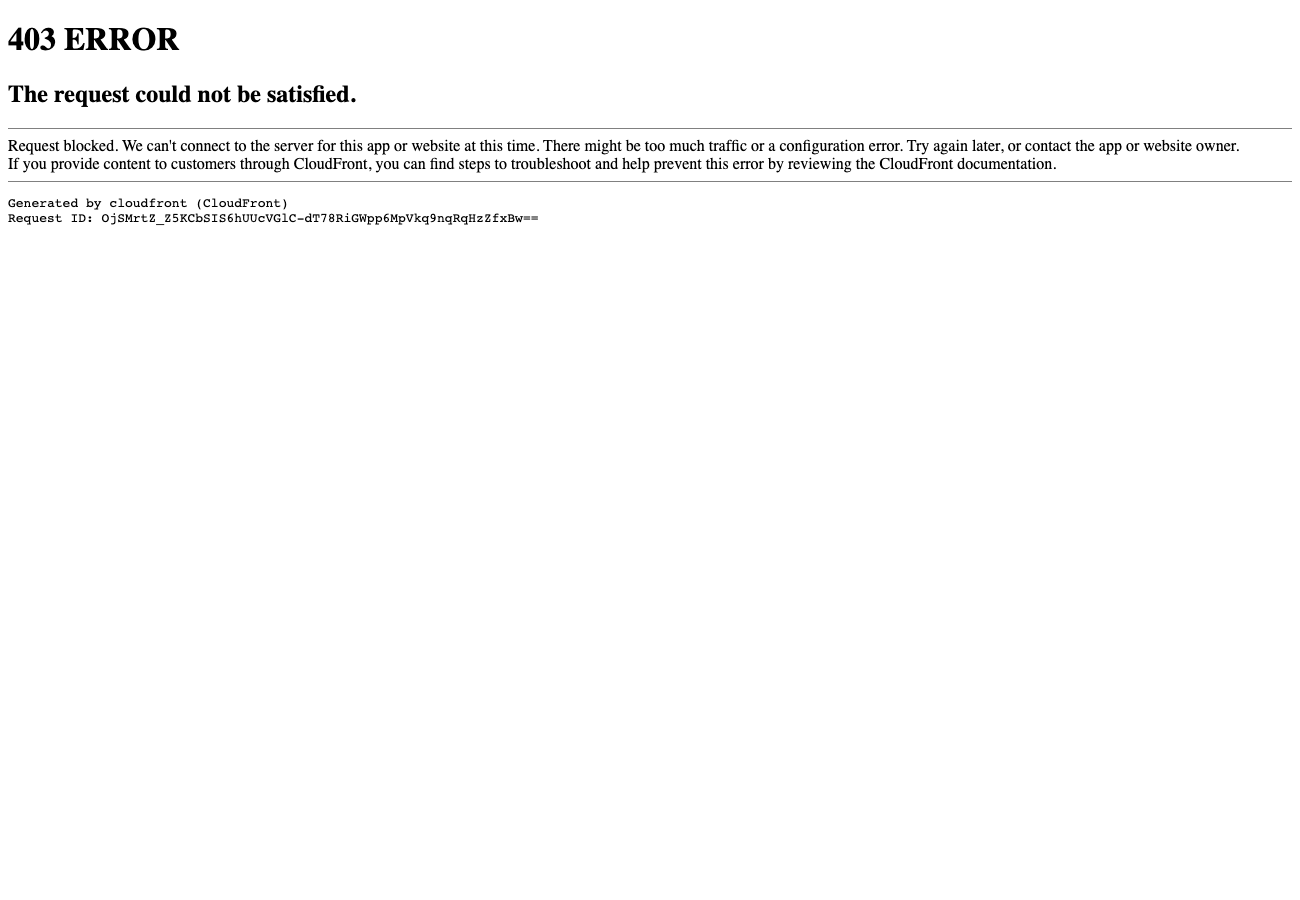 403 ERROR
The request could not be satisfied.
Request blocked. We can't connect to the server for this app or website at this time. There might be too much traffic or a configuration error. Try again later, or contact the app or website owner.
If you provide content to customers through CloudFront, you can find steps to troubleshoot and help prevent this error by reviewing the CloudFront documentation.
Generated by cloudfront (CloudFront)
Request ID: OjSMrtZ_Z5KCbSIS6hUUcVGlC-dT78RiGWpp6MpVkq9nqRqHzZfxBw==